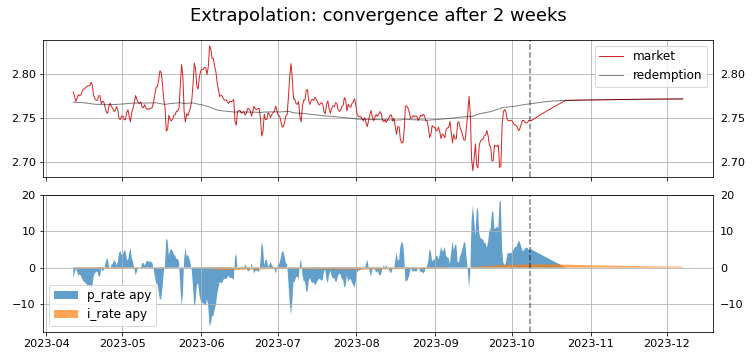 Extrapolation: convergence after 2 weeks
2.80 2.80
2.75 2.75
2.70 2.70
market
redemption
20 20
10 10
0 0
−10 −10
p_rate apy
i_rate apy
2023-04 2023-05 2023-06 2023-07 2023-08 2023-09 2023-10 2023-11 2023-12